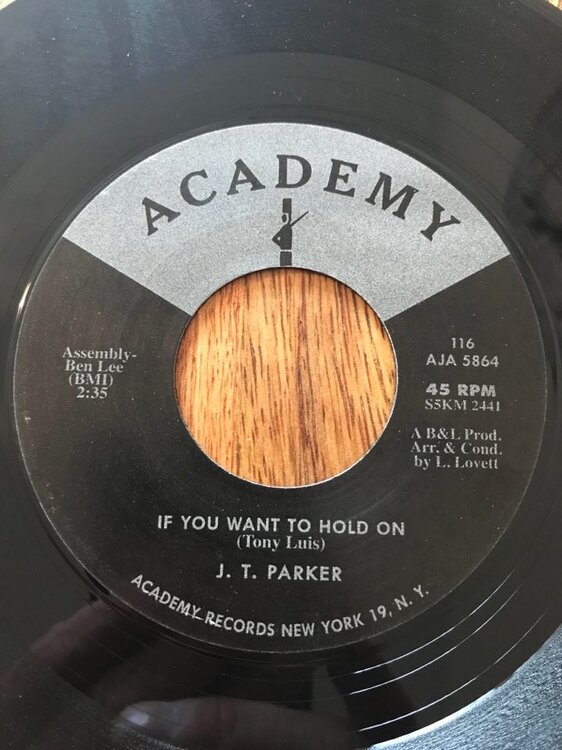 ACADEMY
Assembly-
Ben Lee
(BMI)
2:35
116
AJA 5864
45 RPM
S5KM 2441
A B&L Prod.
Arr. & Cond.
by L. Lovett
IF YOU WANT TO HOLD ON
(Tony Luis)
J. T. PARKER
ACADEMY RECORDS NEW YORK 19, N. Y.